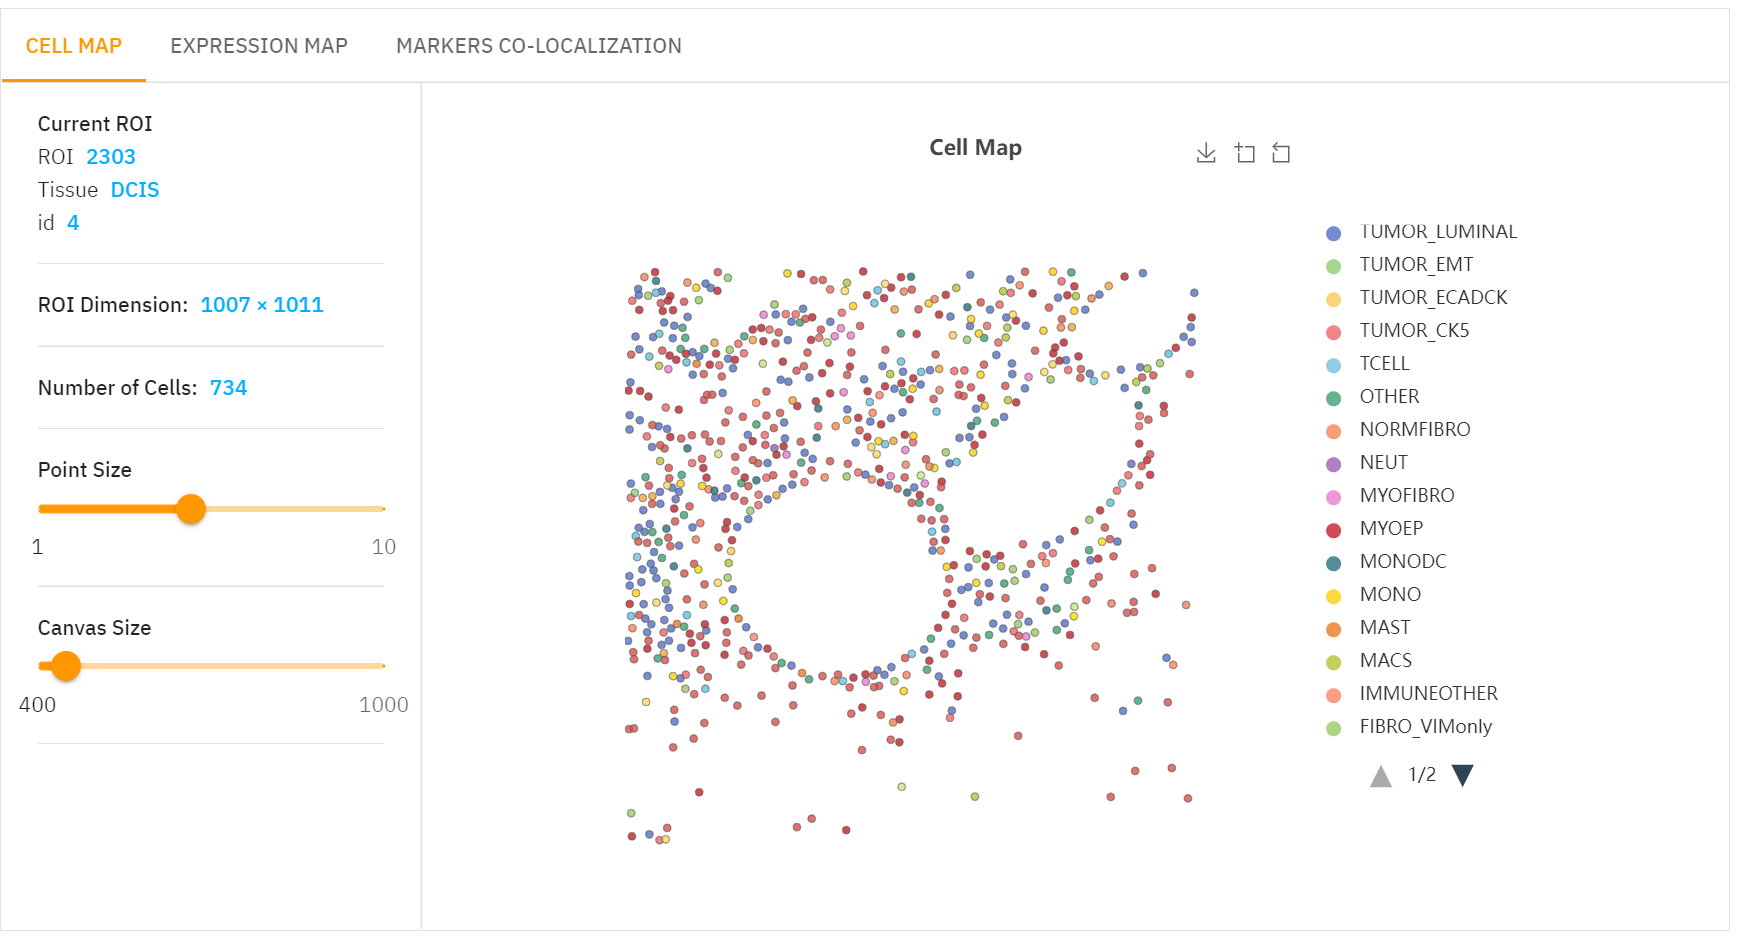 CELL MAP EXPRESSION MAP MARKERS CO-LOCALIZATION
Current ROI
ROI 2303
Tissue DCIS
id 4
ROI Dimension: 1007 × 1011
Number of Cells: 734
Point Size
1 10
Canvas Size
400 1000
Cell Map
TUMOR_LUMINAL
TUMOR_EMT
TUMOR_ECADCK
TUMOR_CK5
TCELL
OTHER
NORMFIBRO
NEUT
MYOFIBRO
MYOEP
MONODC
MONO
MAST
MACS
IMMUNEOTHER
FIBRO_VIMonly
1/2